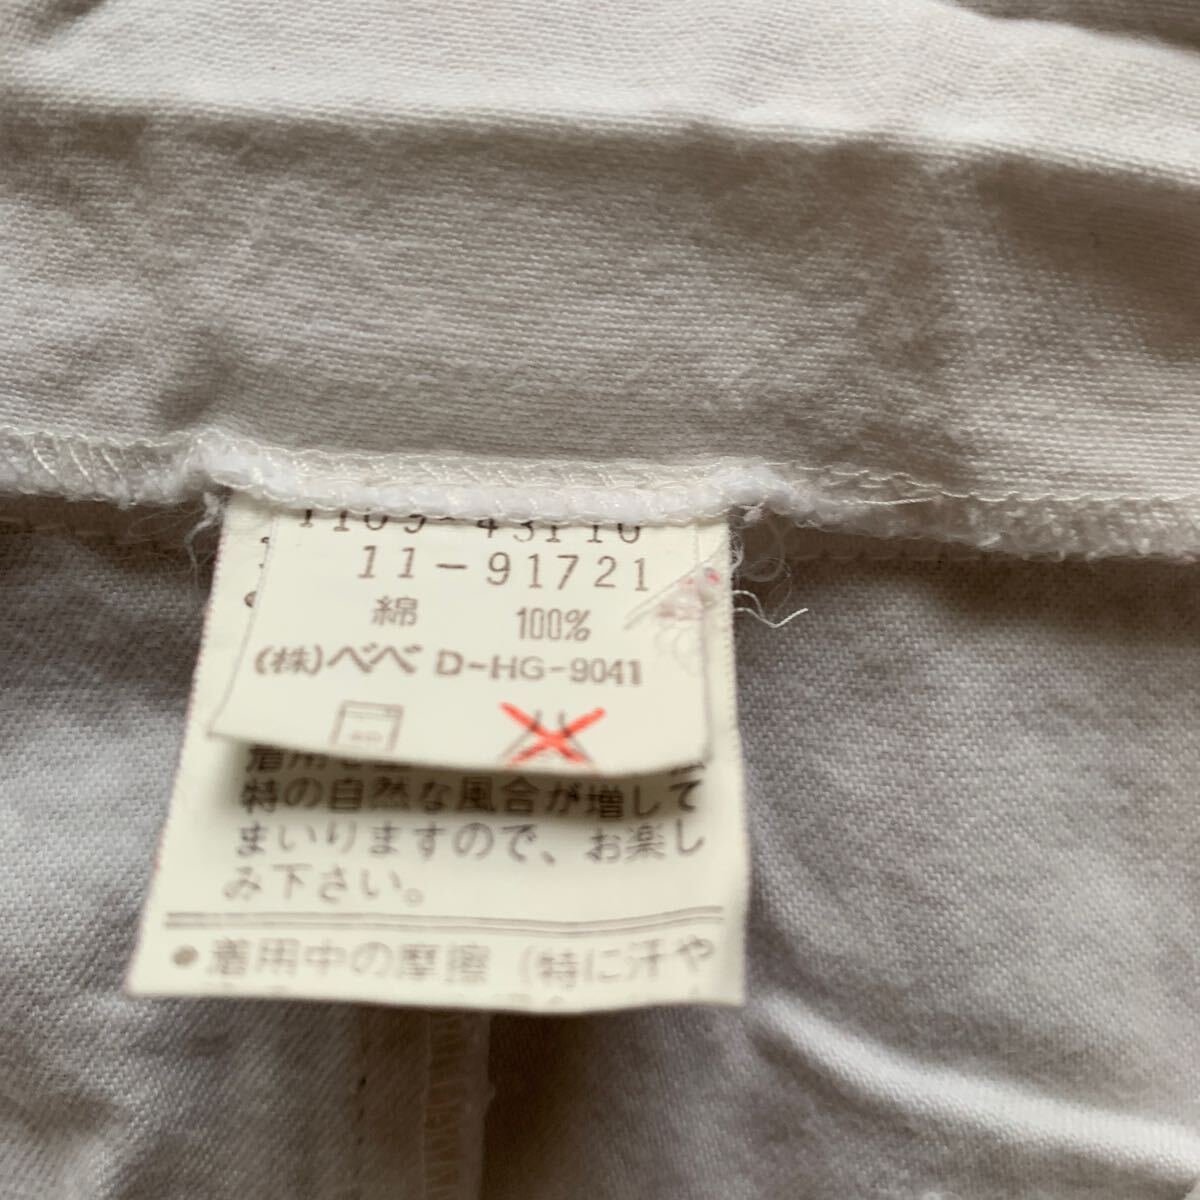 11-91721
綿 100%
(株)べべ D-HG-9041
特の自然な風合が増して
まいりますので、お楽し
み下さい。
●着用中の摩擦(特に汗や